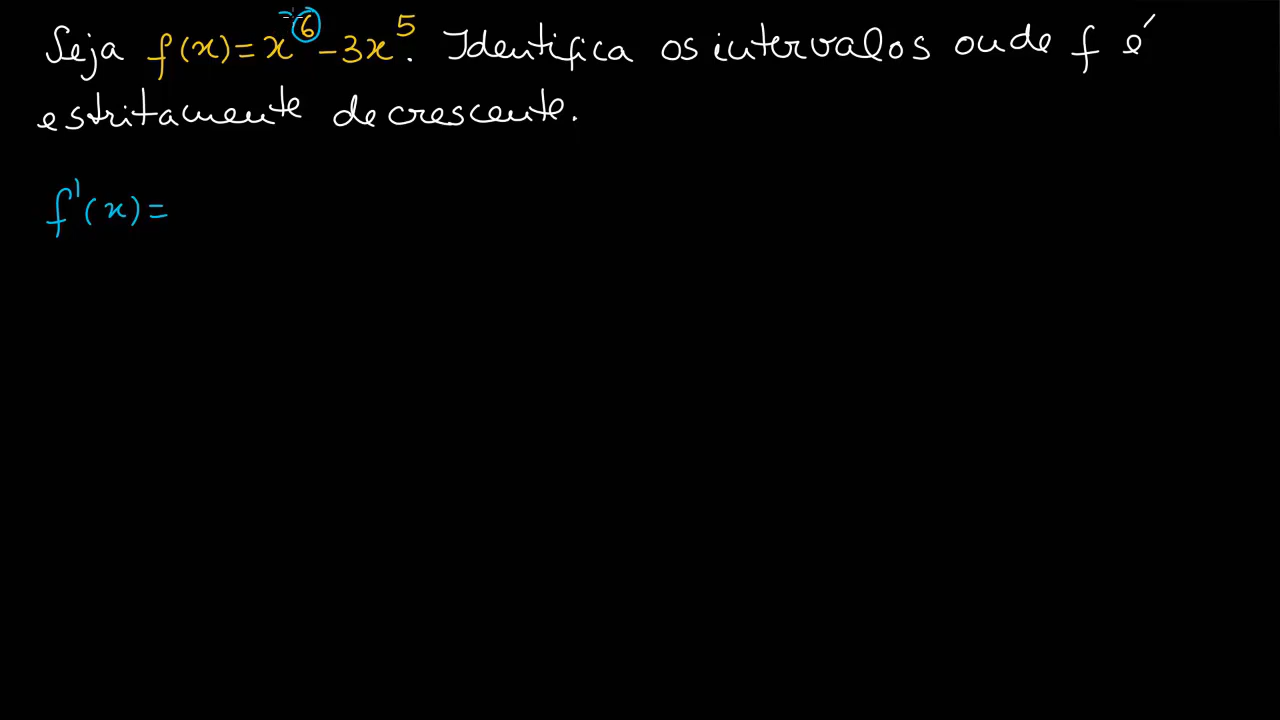 Seja f(x)=x⁶-3x⁵. Identifica os intervalos onde f é
estritamente decrescente.
f'(x)=